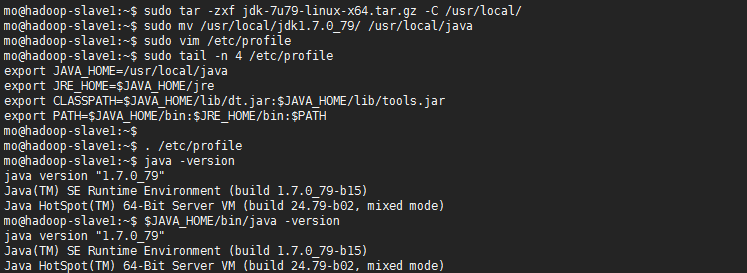 mo@hadoop-slave1:~$ sudo tar -zxf jdk-7u79-linux-x64.tar.gz -C /usr/local/
mo@hadoop-slave1:~$ sudo mv /usr/local/jdk1.7.0_79/ /usr/local/java
mo@hadoop-slave1:~$ sudo vim /etc/profile
mo@hadoop-slave1:~$ sudo tail -n 4 /etc/profile
export JAVA_HOME=/usr/local/java
export JRE_HOME=$JAVA_HOME/jre
export CLASSPATH=$JAVA_HOME/lib/dt.jar:$JAVA_HOME/lib/tools.jar
export PATH=$JAVA_HOME/bin:$JRE_HOME/bin:$PATH
mo@hadoop-slave1:~$
mo@hadoop-slave1:~$ . /etc/profile
mo@hadoop-slave1:~$ java -version
java version "1.7.0_79"
Java(TM) SE Runtime Environment (build 1.7.0_79-b15)
Java HotSpot(TM) 64-Bit Server VM (build 24.79-b02, mixed mode)
mo@hadoop-slave1:~$ $JAVA_HOME/bin/java -version
java version "1.7.0_79"
Java(TM) SE Runtime Environment (build 1.7.0_79-b15)
Java HotSpot(TM) 64-Bit Server VM (build 24.79-b02, mixed mode)